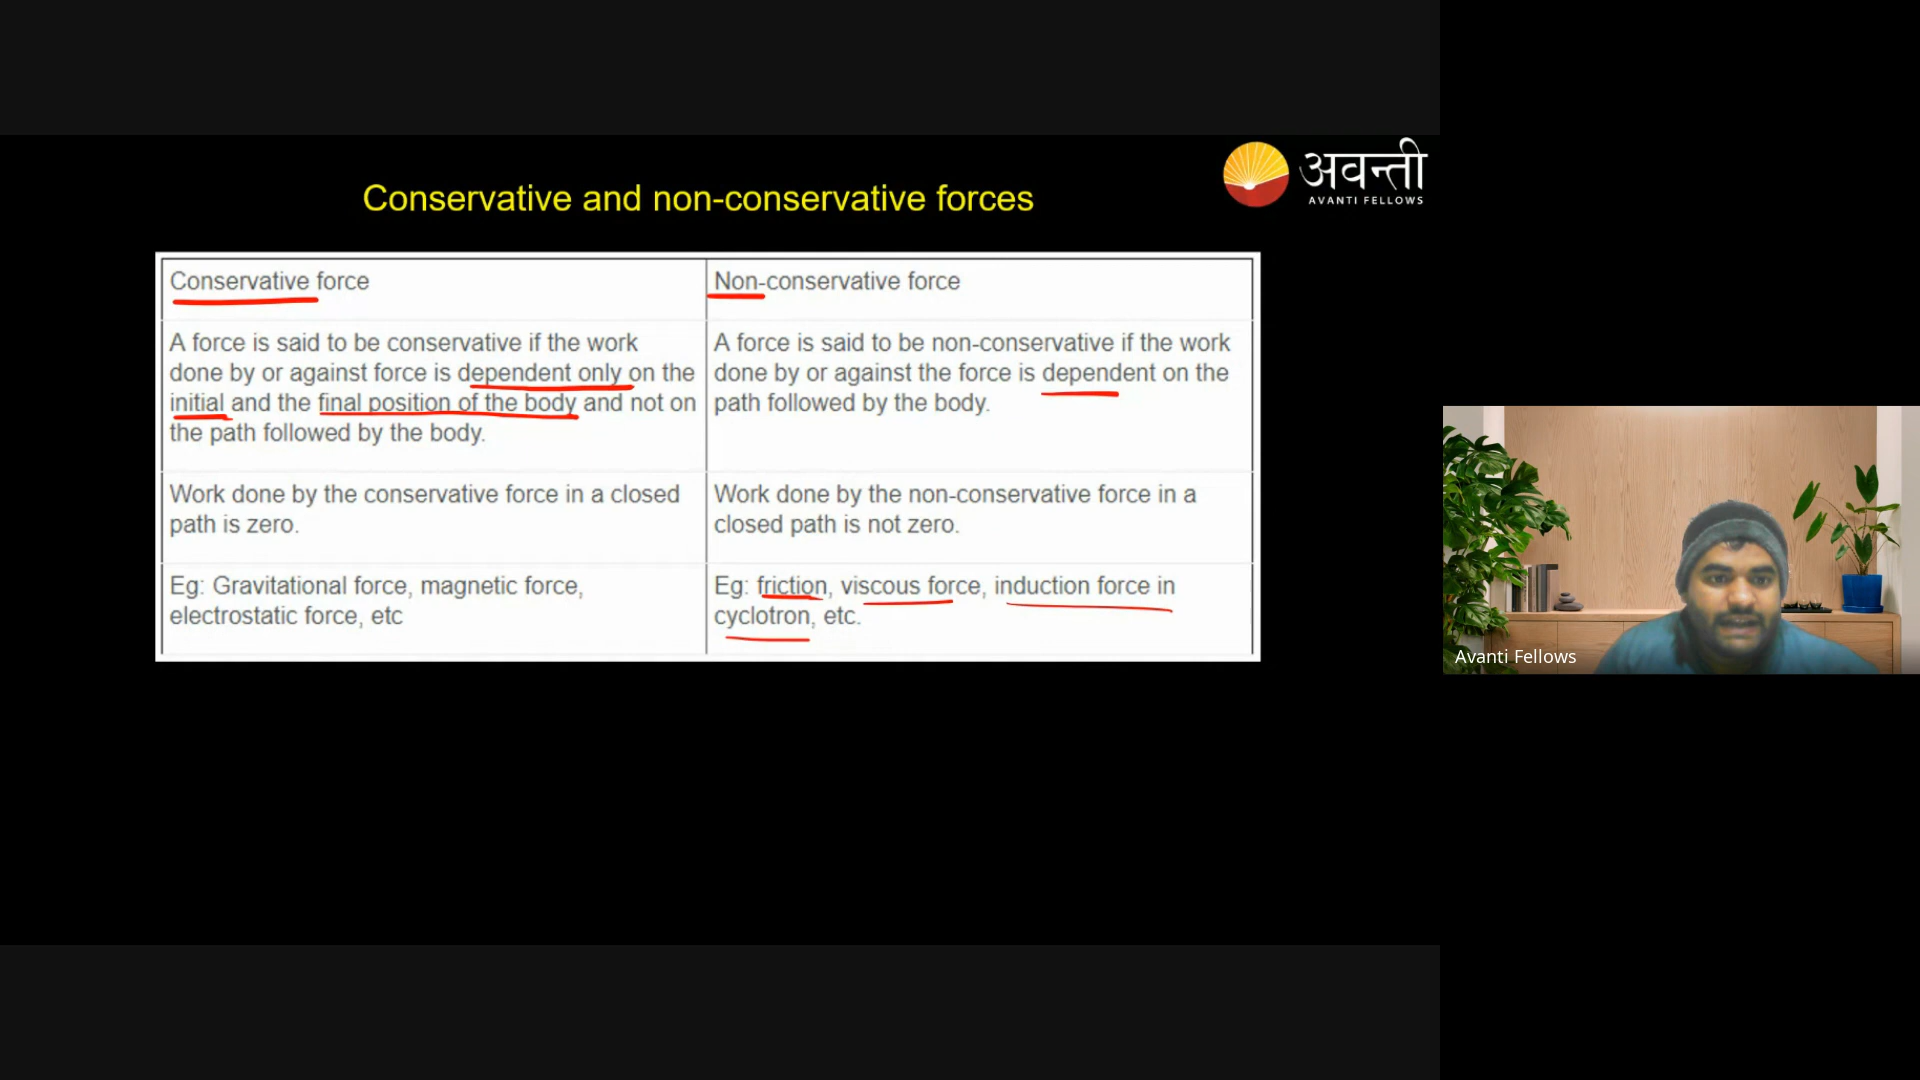 अवन्ती
AVANTI FELLOWS
Conservative and non-conservative forces
Conservative force
Non-conservative force
A force is said to be conservative if the work
done by or against force is dependent only on the
initial and the final position of the body and not on
the path followed by the body.
A force is said to be non-conservative if the work
done by or against the force is dependent on the
path followed by the body.
Work done by the conservative force in a closed
path is zero.
Work done by the non-conservative force in a
closed path is not zero.
Eg: Gravitational force, magnetic force,
electrostatic force, etc
Eg: friction, viscous force, induction force in
cyclotron, etc.
Avanti Fellows